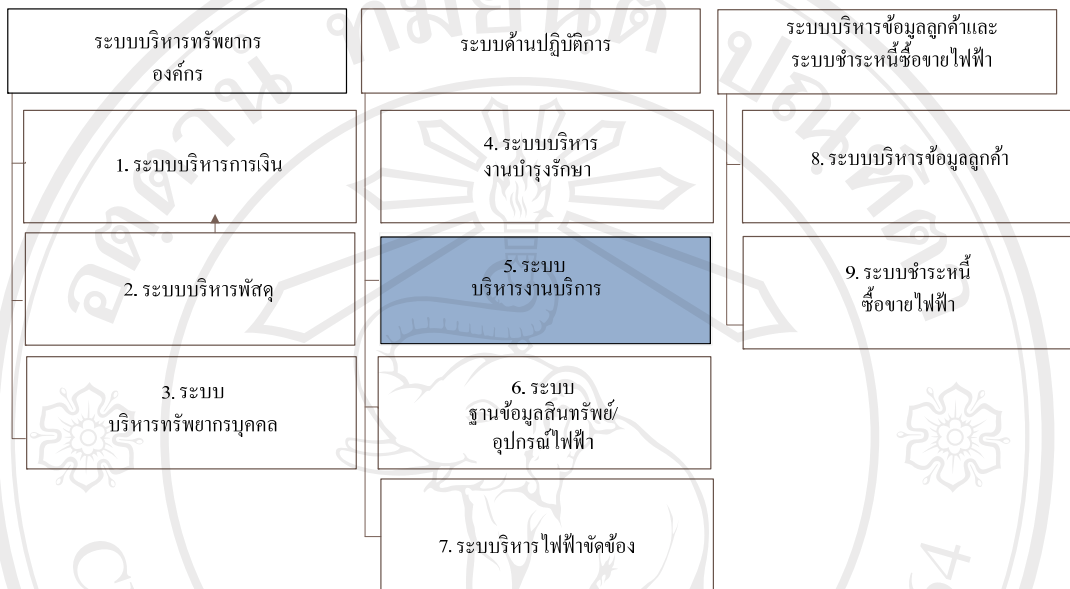 ระบบบริหารทรัพยากร
องค์กร
1. ระบบบริหารการเงิน
2. ระบบบริหารพัสดุ
3. ระบบ
บริหารทรัพยากรบุคคล
ระบบด้านปฏิบัติการ
4. ระบบบริหาร
งานบำรุงรักษา
5. ระบบ
บริหารงานบริการ
6. ระบบ
ฐานข้อมูลสินทรัพย์/
อุปกรณ์ไฟฟ้า
7. ระบบบริหารไฟฟ้าขัดข้อง
ระบบบริหารข้อมูลลูกค้าและ
ระบบชำระหนี้ซื้อขายไฟฟ้า
8. ระบบบริหารข้อมูลลูกค้า
9. ระบบชำระหนี้
ซื้อขายไฟฟ้า